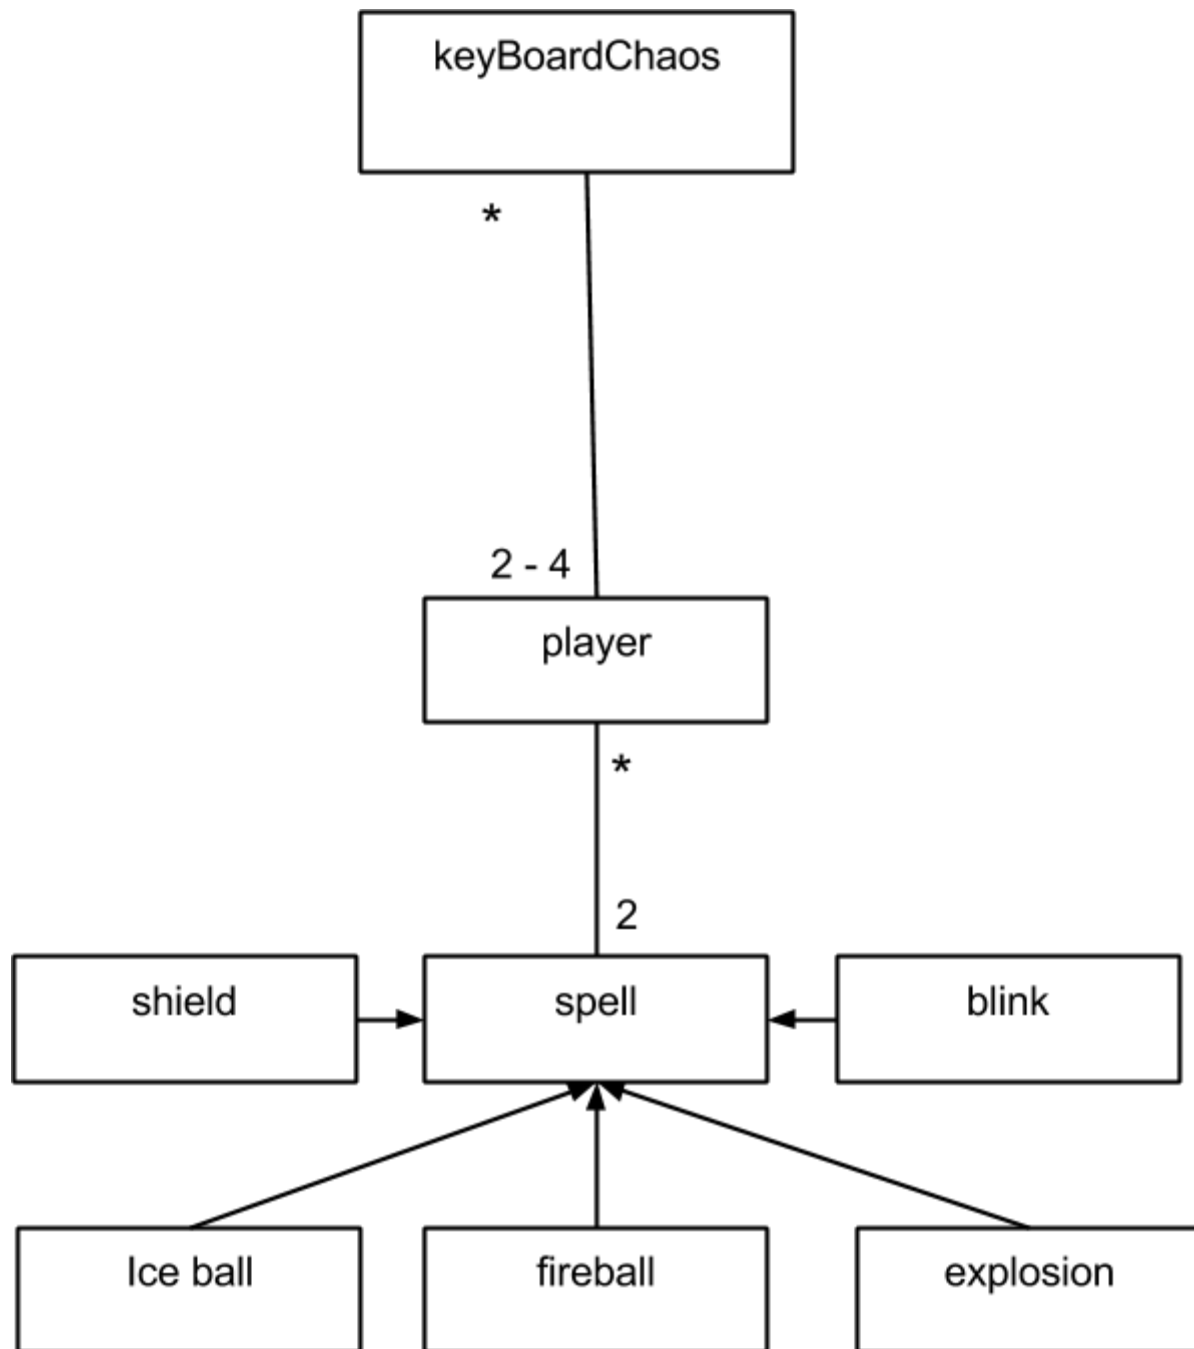 keyBoardChaos
*
2 - 4
player
*
2
shield
spell
blink
Ice ball
fireball
explosion